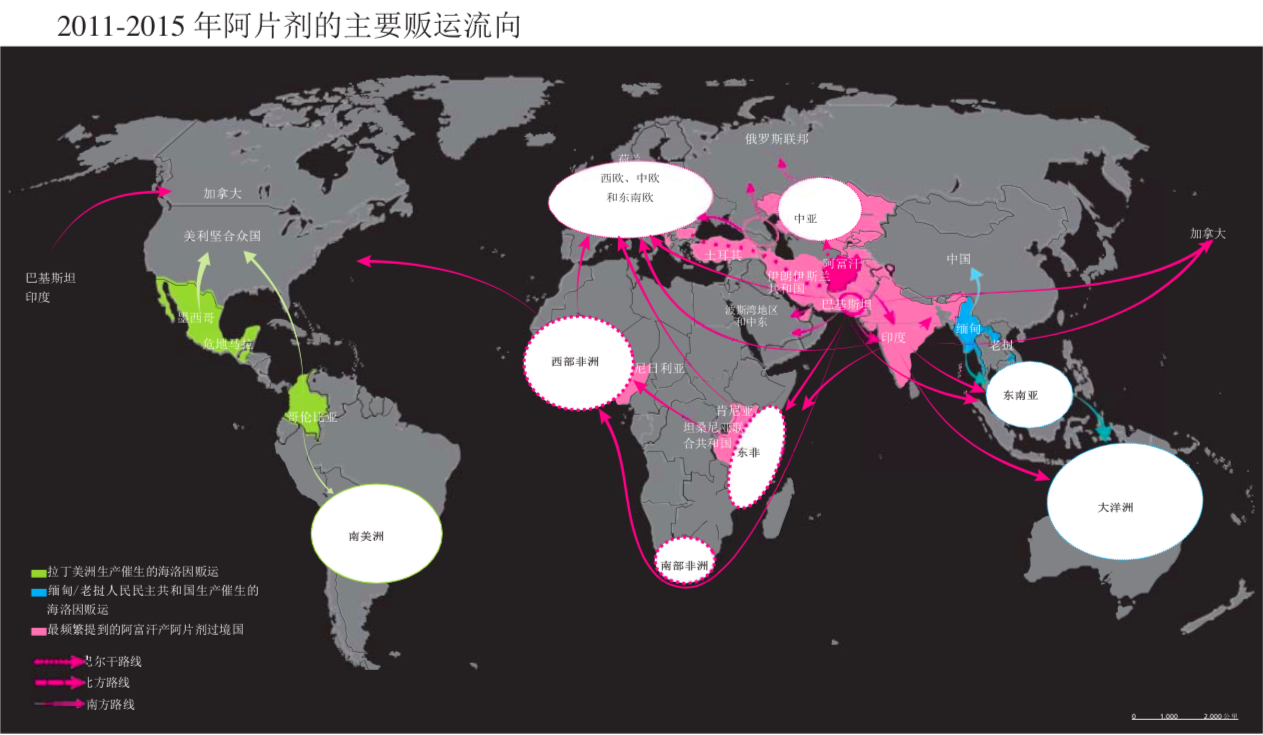 2011-2015 年阿片剂的主要贩运流向
俄罗斯联邦
荷兰
西欧、中欧
和东南欧
加拿大
中亚
美利坚合众国
加拿大
土耳其
中国
阿富汗
巴基斯坦
印度
伊朗伊斯兰
共和国
波斯湾地区
和中东
巴基斯坦
墨西哥
缅甸
印度
危地马拉
老挝
西部非洲
尼日利亚
东南亚
哥伦比亚
肯尼亚
坦桑尼亚联
合共和国
东非
大洋洲
南美洲
南部非洲
拉丁美洲生产催生的海洛因贩运
缅甸/老挝人民民主共和国生产催生的
海洛因贩运
最频繁提到的阿富汗产阿片剂过境国
巴尔干路线
北方路线
南方路线
0 1.000 2.000 公里